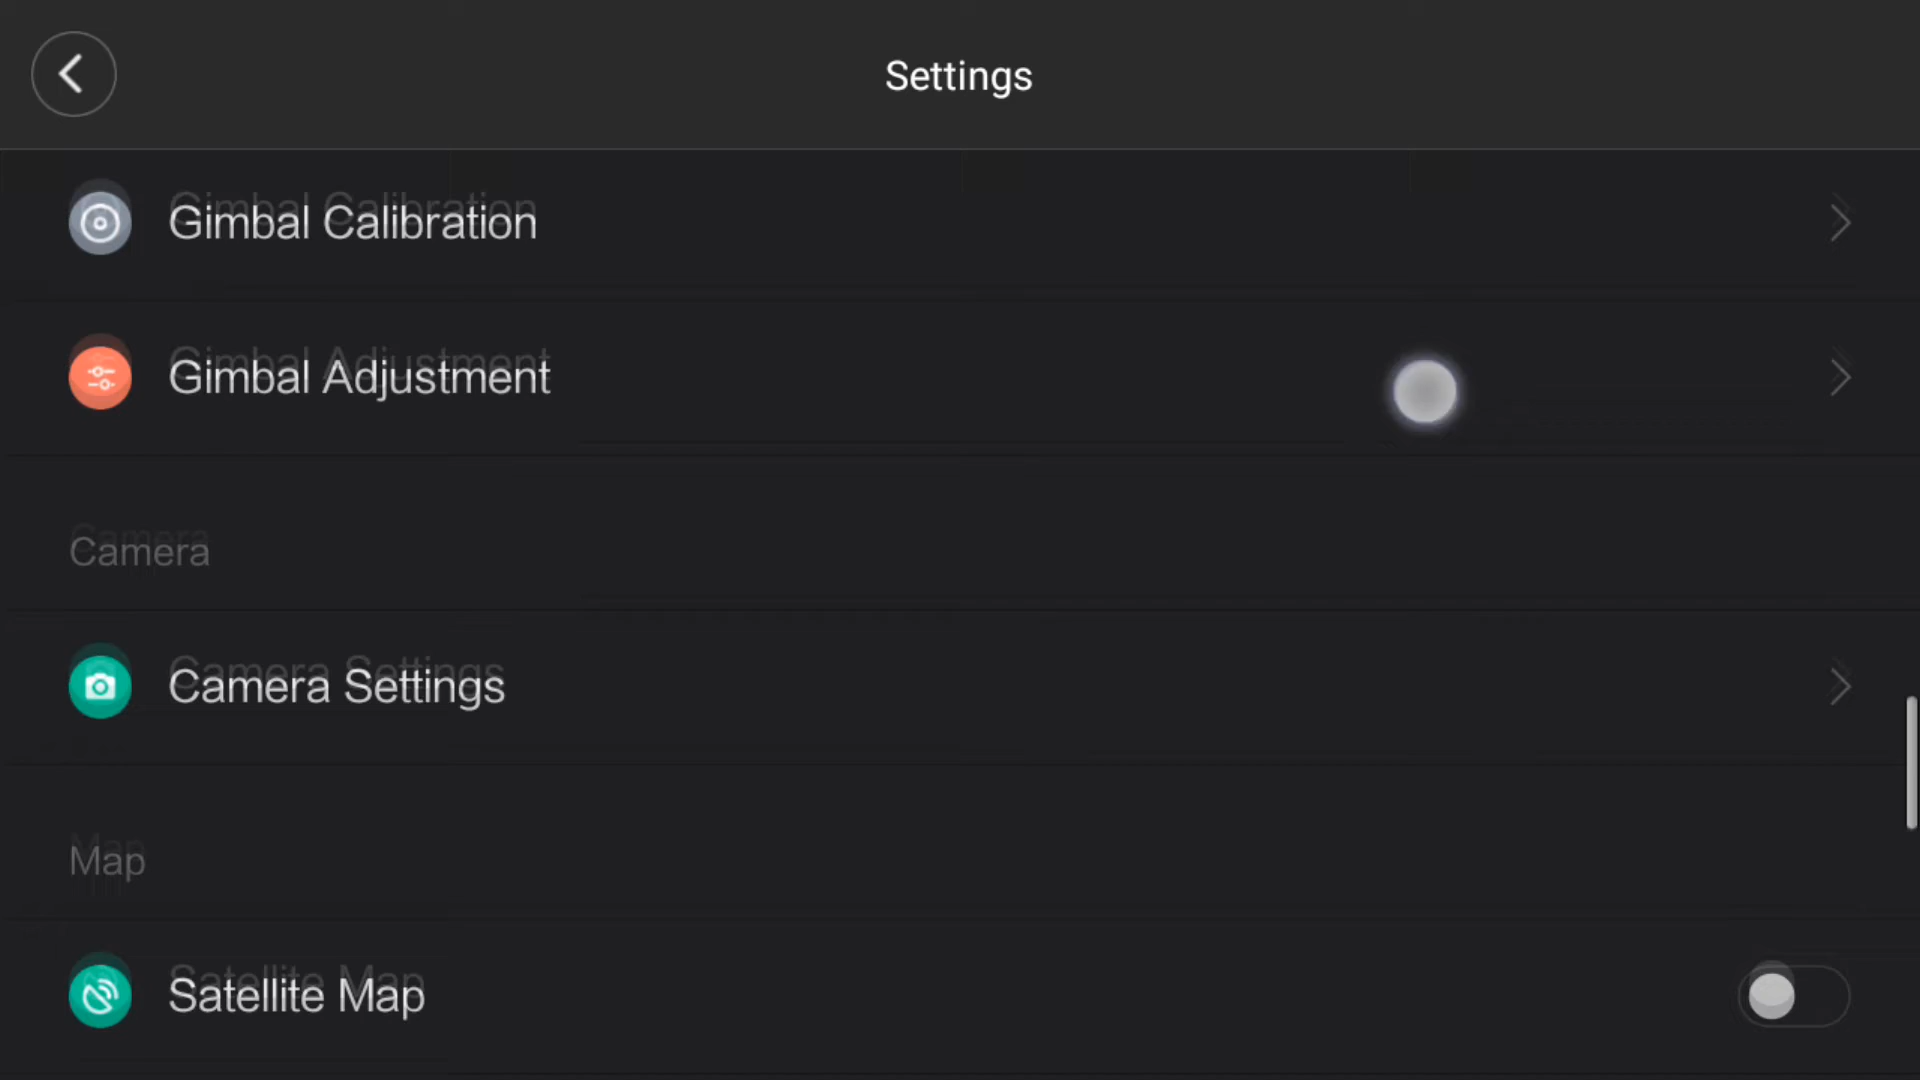 Settings
Gimbal Calibration
Gimbal Adjustment
Camera
Camera Settings
Map
Satellite Map